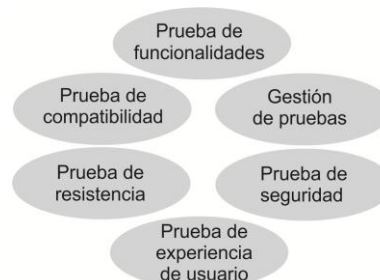 Prueba de
funcionalidades
Prueba de
compatibilidad
Gestión
de pruebas
Prueba de
resistencia
Prueba de
seguridad
Prueba de
experiencia
de usuario